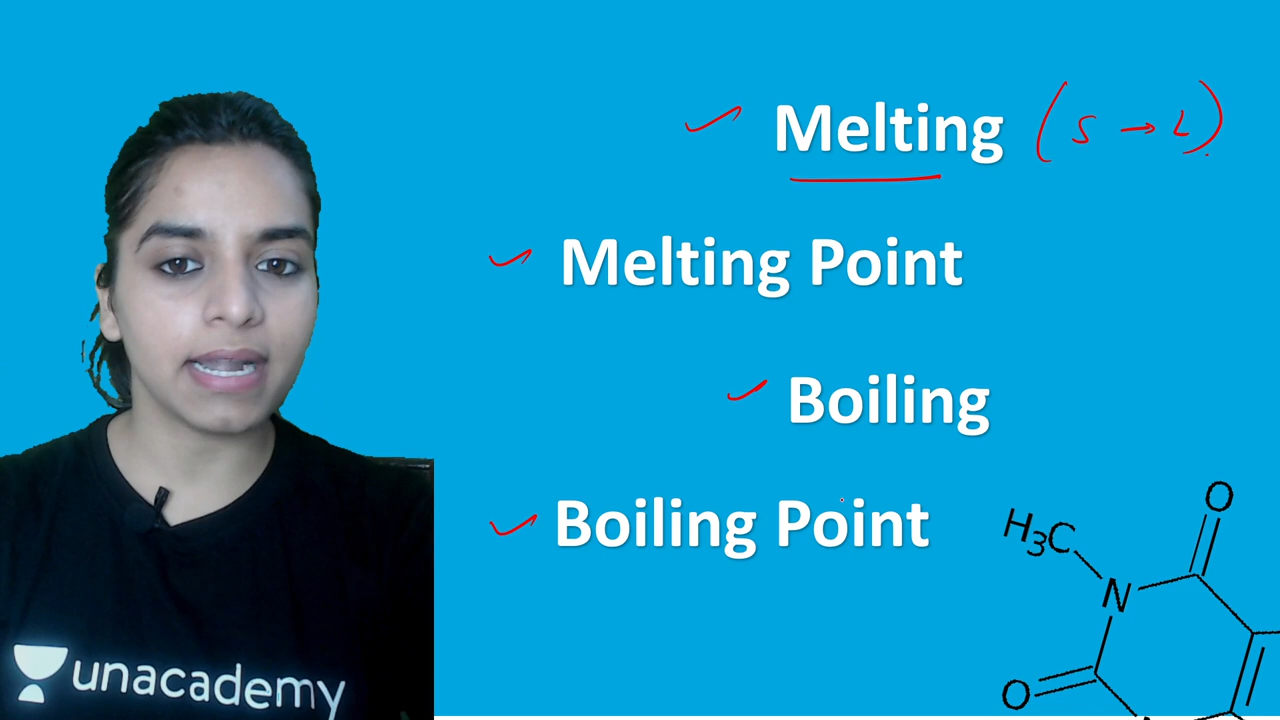 Melting (S → L)
Melting Point
Boiling
Boiling Point
O
H₃C
N
O
unacademy